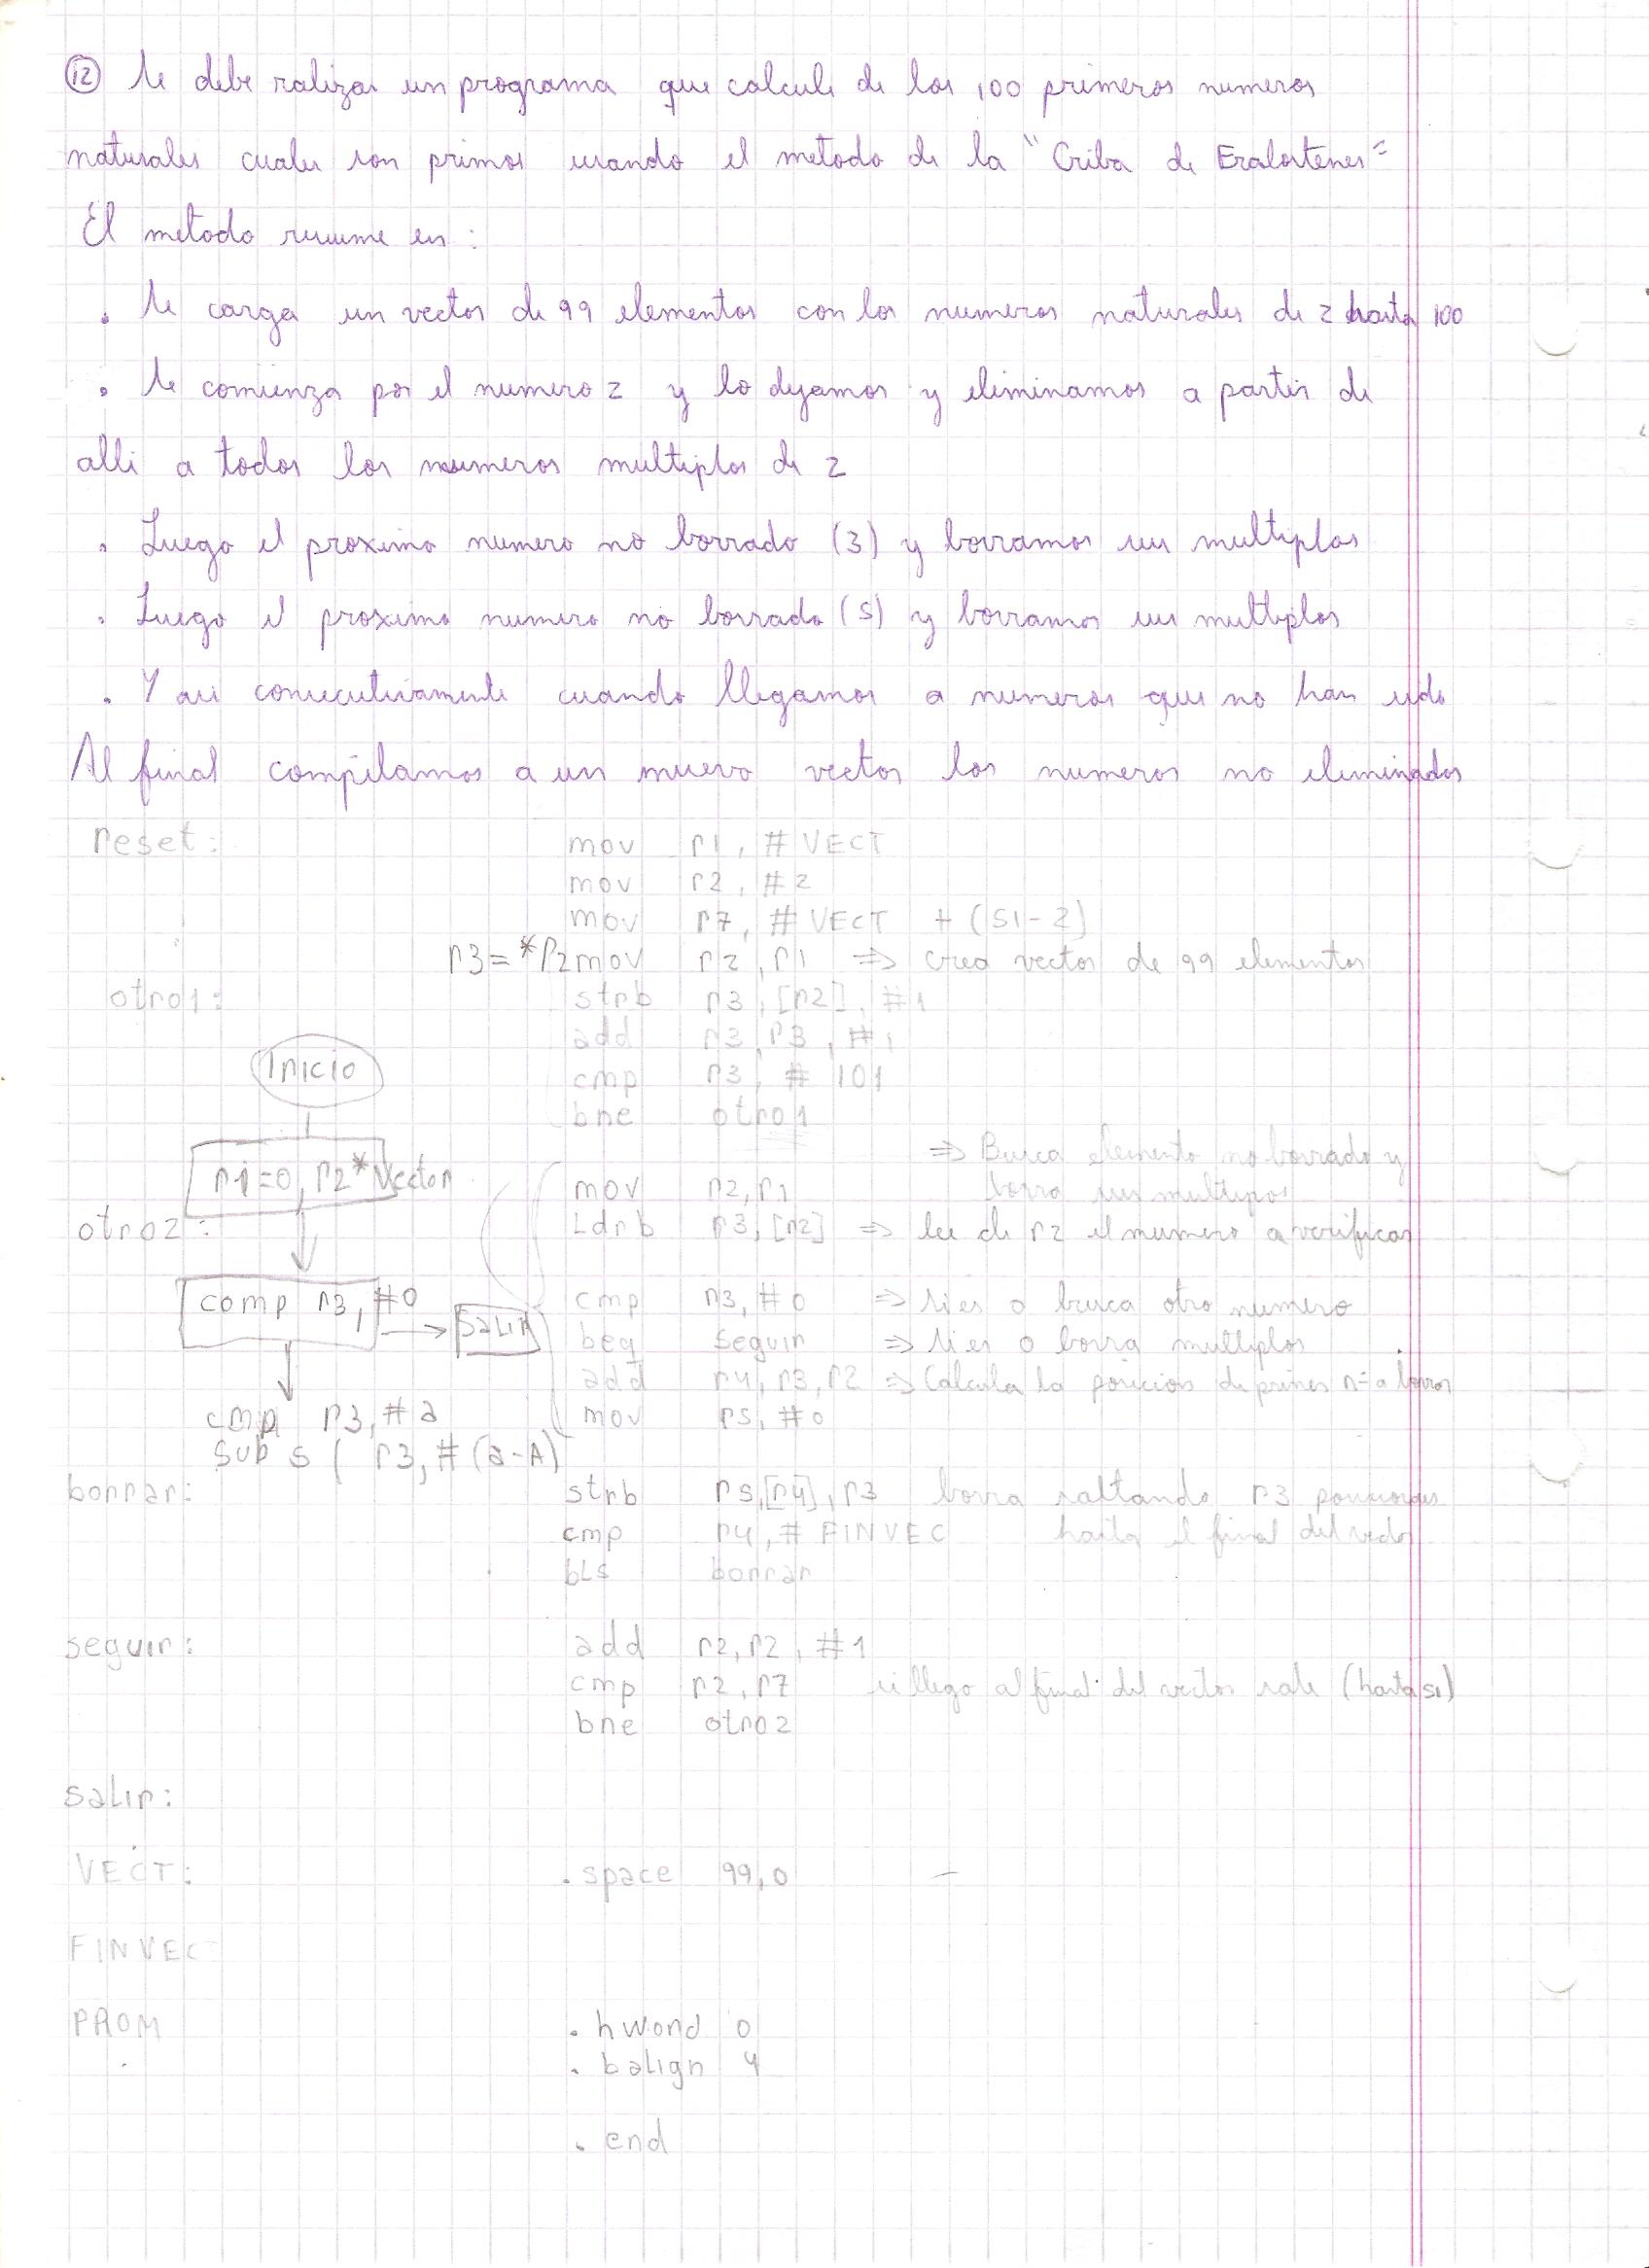 12 Se debe ralizar un programa que calcule de los 100 primeros numeros
naturales cuales son primos usando el metodo de la "Criba de Eratostenes"
El metodo resume en:
. Se carga un vector de 99 elementos con los numeros naturales de 2 hasta 100
. Se comienza por el numero 2 y lo dejamos y eliminamos a partir de
alli a todos los numeros multiplos de 2
. Luego el proximo numero no borrado (3) y borramos sus multiplos
. Luego el proximo numero no borrado (5) y borramos sus multiplos
. Y asi consecutivamente cuando llegamos a numeros que no han sido
Al final compilamos a un nuevo vector los numeros no eliminados
reset: mov r1, #VECT
mov r2, #2
mov r7, #VECT + (51-2)
r3=*r2 mov r2, r1 => crea vector de 99 elementos
otro1: strb r3, [r2], #1
add r3, r3, #1
Inicio cmp r3, #101
bne otro1
=> Busca elemento no borrado y
r1=0, r2*Vector mov r2, r1 borra sus multiplos
otro2: Ldrb r3, [r2] => lee de r2 el numero a verificar
comp r3, #0 cmp r3, #0 => Si es 0 busca otro numero
Salir beq seguir => Si es 0 borra multiplos
add r4, r3, r2 => Calcula la posicion de primer nº a borrar
cmp r3, #a mov r5, #0
sub s ( r3, #(a-A)
borrar: strb r5, [r4], r3 borra saltando r3 posiciones
cmp r4, #FINVEC hasta el final del vector
bLs borrar
seguir: add r2, r2, #1
cmp r2, r7 si llego al final del vector sale (hasta 51)
bne otro2
salir:
VECT: .space 99,0
FINVEC
PROM .hword 0
.balign 4
.end